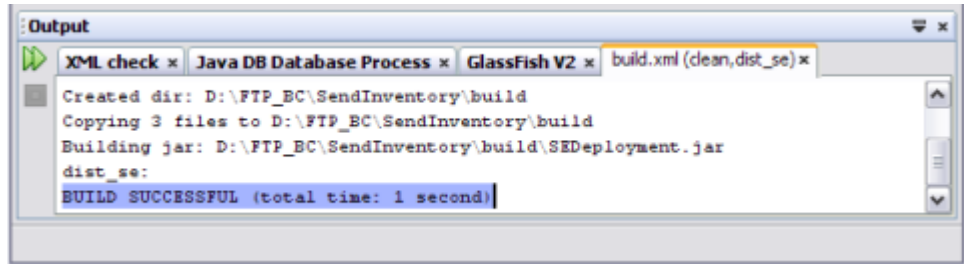 Output
XML check × Java DB Database Process × GlassFish V2 × build.xml (clean,dist_se) ×
Created dir: D:\FTP_BC\SendInventory\build
Copying 3 files to D:\FTP_BC\SendInventory\build
Building jar: D:\FTP_BC\SendInventory\build\SEDeployment.jar
dist_se:
BUILD SUCCESSFUL (total time: 1 second)